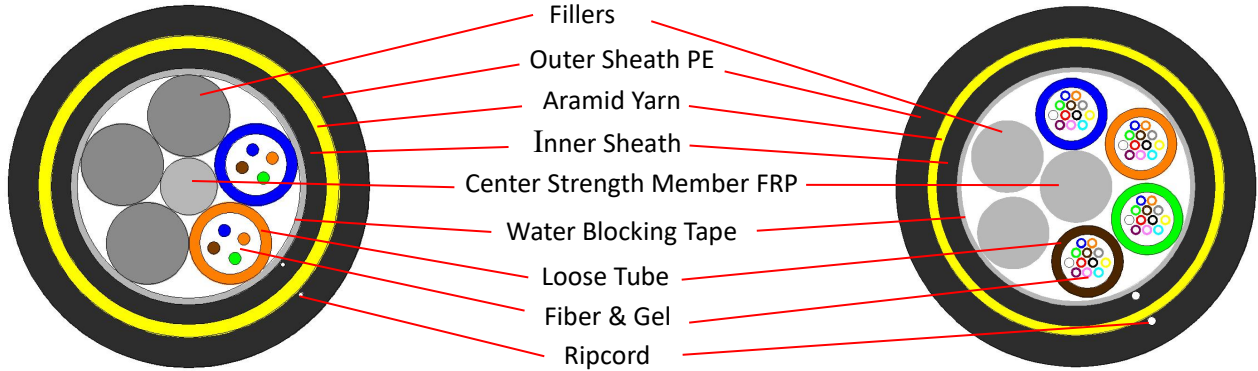 Fillers
Outer Sheath PE
Aramid Yarn
Inner Sheath
Center Strength Member FRP
Water Blocking Tape
Loose Tube
Fiber & Gel
Ripcord